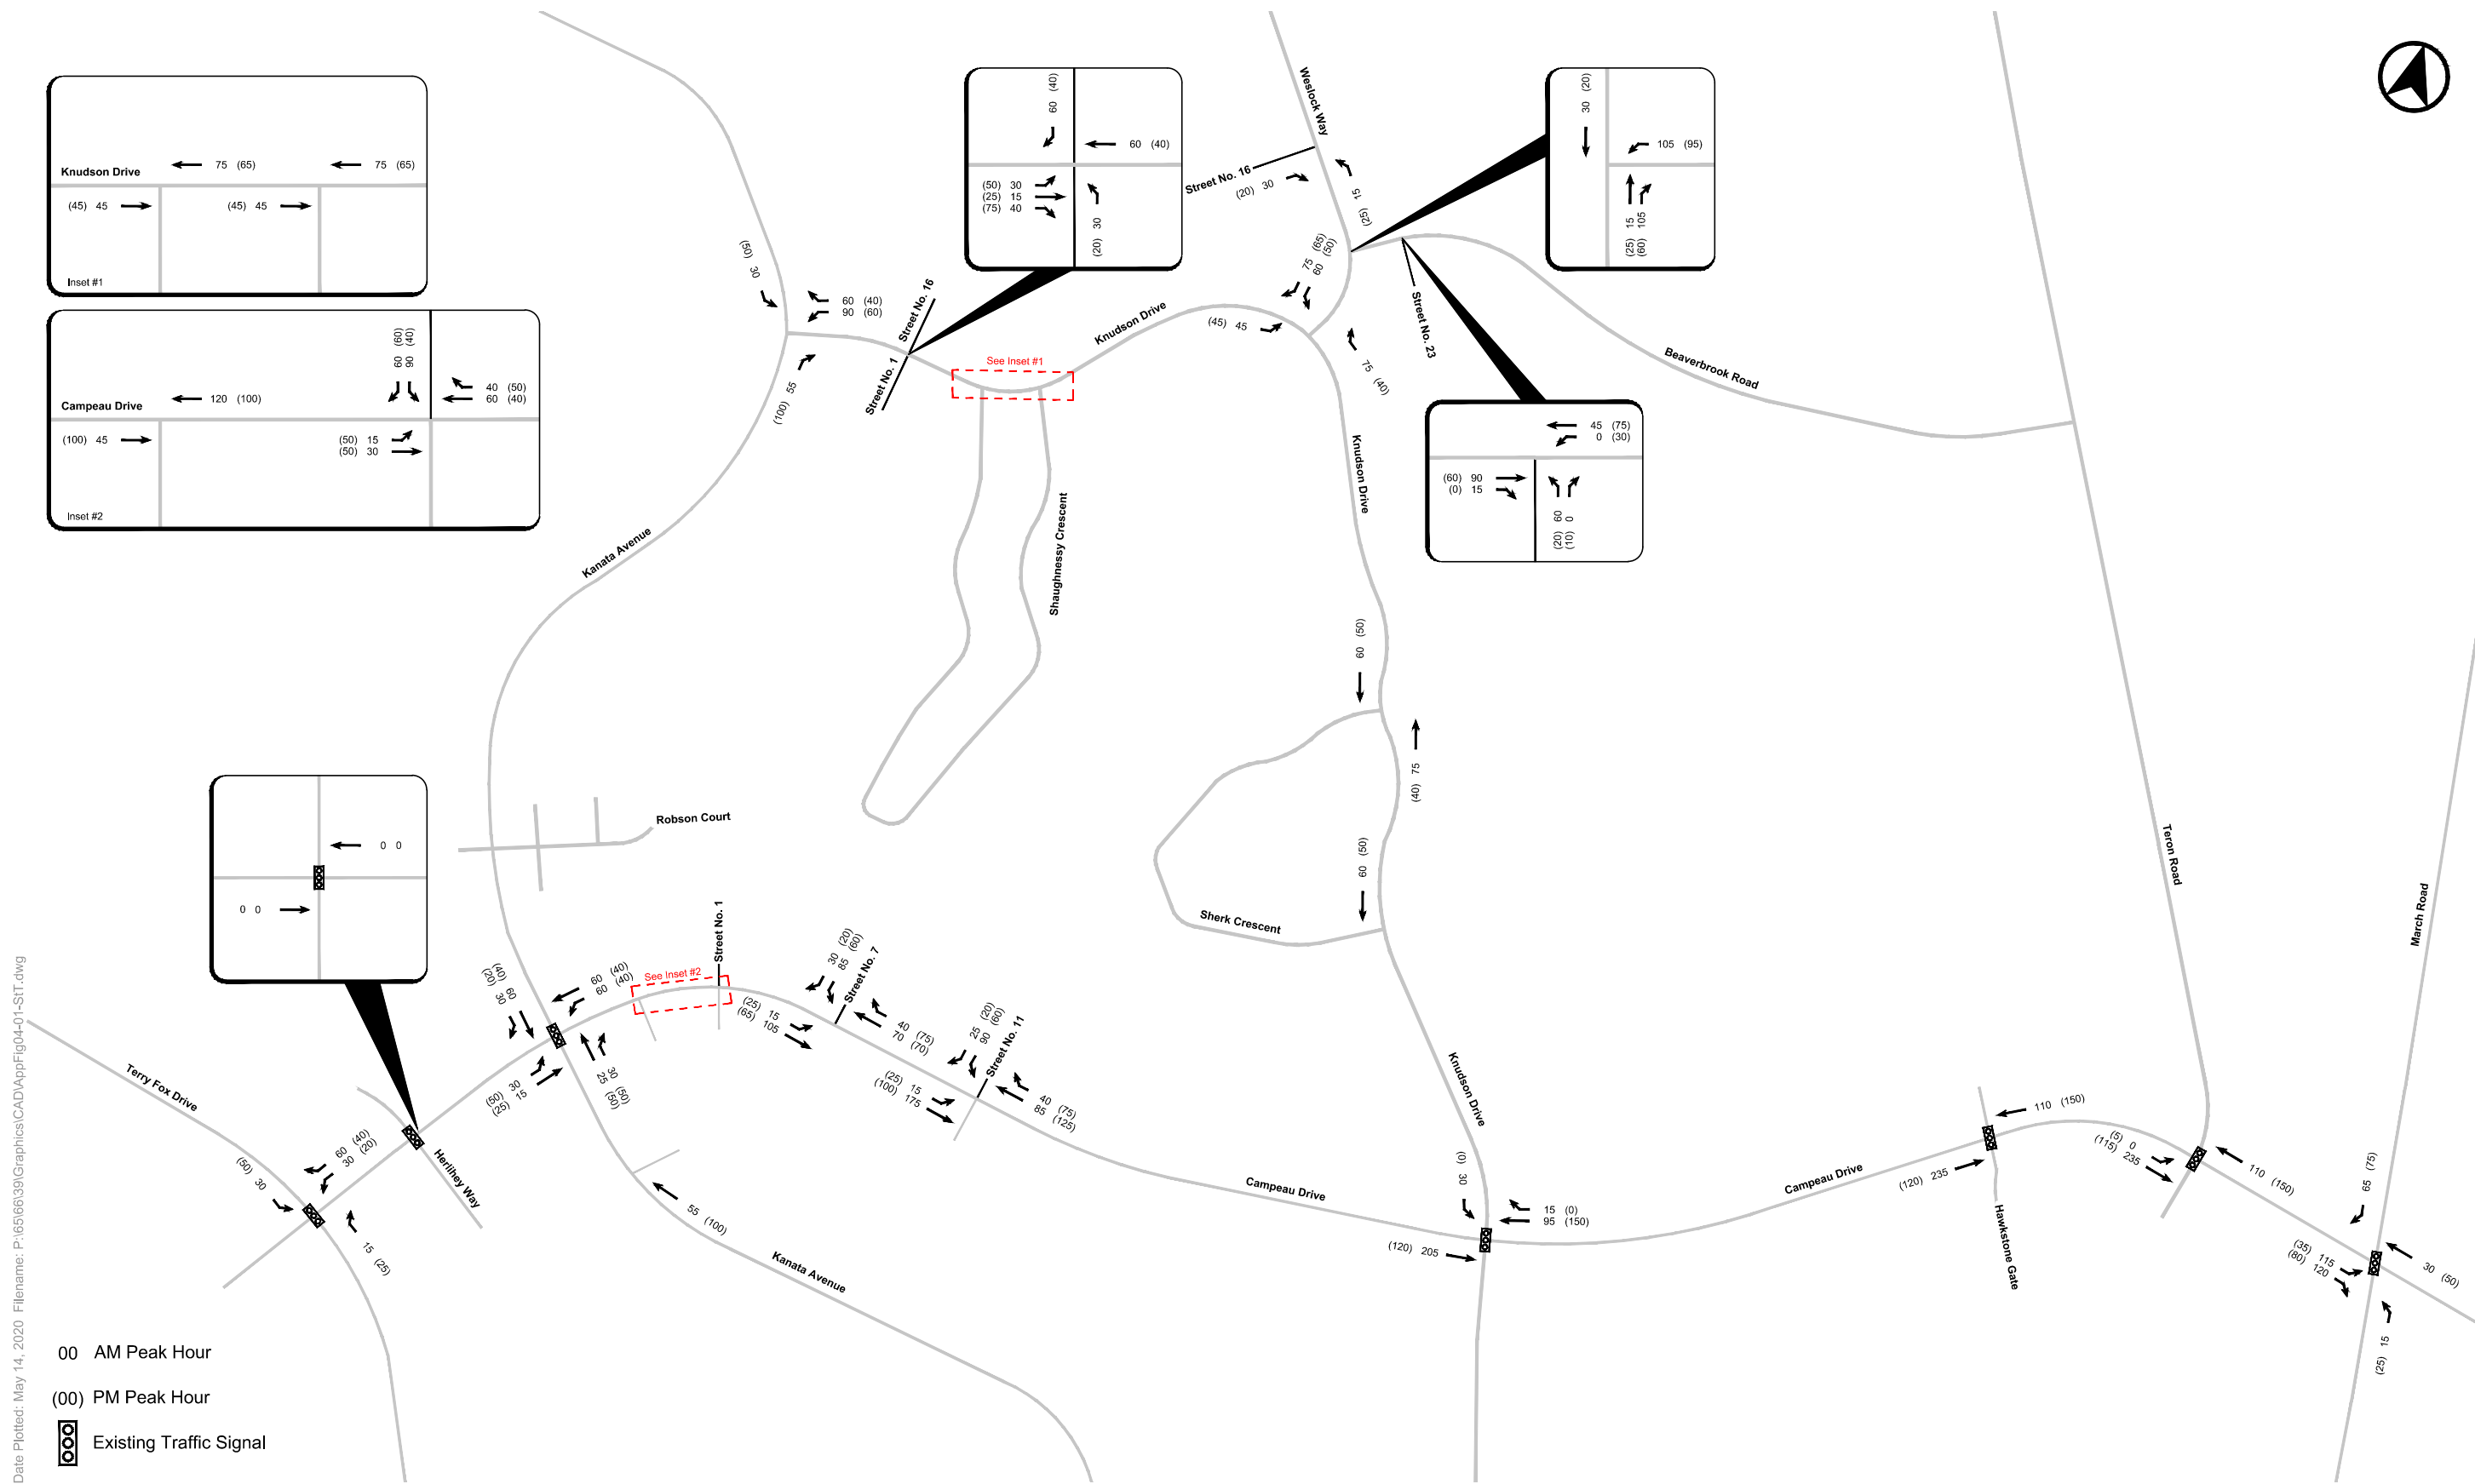 Knudson Drive
75 (65)
75 (65)
(45) 45
(45) 45
Inset #1
Campeau Drive
120 (100)
60 (60)
90 (40)
40 (50)
60 (40)
(100) 45
(50) 15
(50) 30
Inset #2
60 (40)
60 (40)
(50) 30
(25) 15
(75) 40
(20) 30
Weslock Way
Street No. 16
(20) 30
15 (25)
30 (20)
105 (95)
(25) 15
(60) 105
(50) 30
60 (40)
90 (60)
(100) 55
Street No. 16
Street No. 1
See Inset #1
Knudson Drive
75 (65)
60 (50)
(45) 45
75 (40)
Street No. 23
Beaverbrook Road
45 (75)
0 (30)
(60) 90
(0) 15
(20) 60
(10) 0
Knudson Drive
Kanata Avenue
Shaughnessy Crescent
60 (50)
(40) 75
60 (50)
Sherk Crescent
Robson Court
0 0
0 0
Teron Road
March Road
Street No. 1
See Inset #2
(40) 60
(20) 30
60 (40)
60 (40)
(50) 30
(25) 15
30 (50)
25 (50)
(25) 15
(65) 105
30 (20)
85 (60)
Street No. 7
40 (75)
70 (70)
25 (20)
90 (60)
Street No. 11
(25) 15
(100) 175
40 (75)
85 (125)
Terry Fox Drive
Herlihey Way
(50) 30
60 (40)
30 (20)
15 (25)
55 (100)
Kanata Avenue
Campeau Drive
Knudson Drive
(0) 30
15 (0)
95 (150)
(120) 205
Campeau Drive
110 (150)
(120) 235
Hawkstone Gate
(5) 0
(115) 235
110 (150)
65 (75)
(35) 115
(80) 120
30 (50)
(25) 15
00 AM Peak Hour
(00) PM Peak Hour
Existing Traffic Signal
Date Plotted: May 14, 2020 Filename: P:\65\66\39\Graphics\CAD\AppFig04-01-StT.dwg